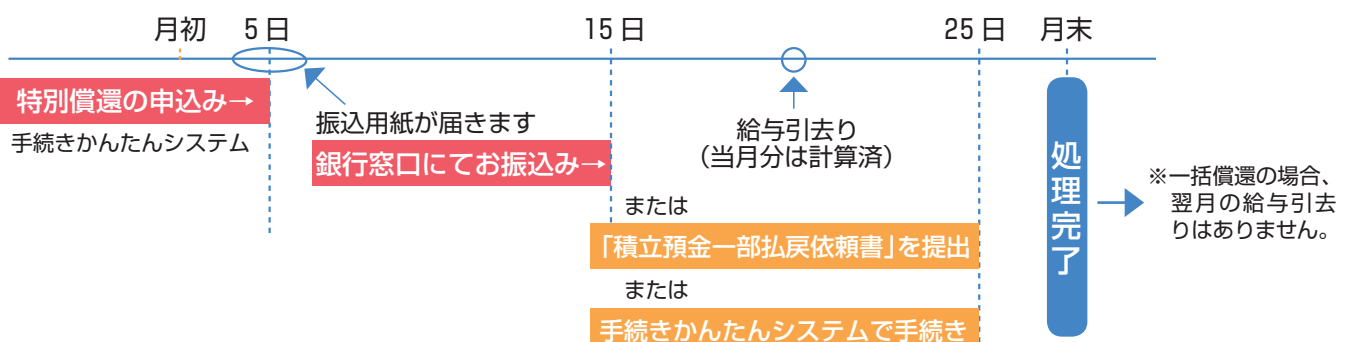 月初 5日 15日 25日 月末
特別償還の申込み→
手続きかんたんシステム
振込用紙が届きます
銀行窓口にてお振込み→
給与引去り
(当月分は計算済)
または
「積立預金一部払戻依頼書」を提出
または
手続きかんたんシステムで手続き
処理完了
※一括償還の場合、
翌月の給与引去
りはありません。